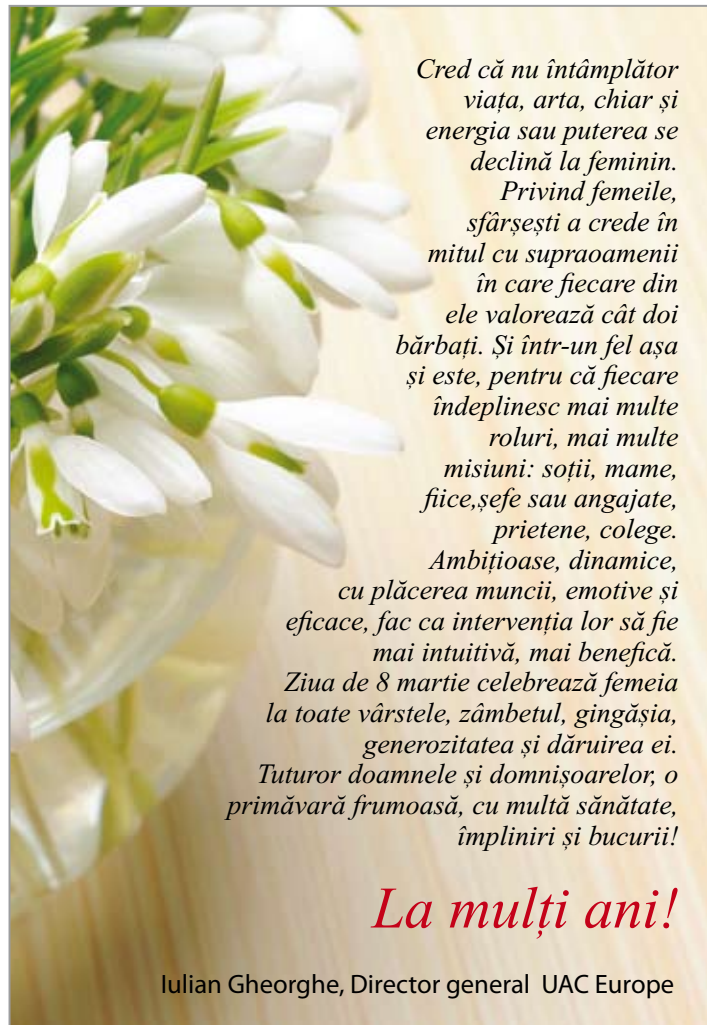 Cred că nu întâmplător
viața, arta, chiar și
energia sau puterea se
declină la feminin.
Privind femeile,
sfârșești a crede în
mitul cu supraoamenii
în care fiecare din
ele valorează cât doi
bărbați. Și într-un fel așa
și este, pentru că fiecare
îndeplinesc mai multe
roluri, mai multe
misiuni: soții, mame,
fiice,șefe sau angajate,
prietene, colege.
Ambițioase, dinamice,
cu plăcerea muncii, emotive și
eficace, fac ca intervenția lor să fie
mai intuitivă, mai benefică.
Ziua de 8 martie celebrează femeia
la toate vârstele, zâmbetul, gingășia,
generozitatea și dăruirea ei.
Tuturor doamnele și domnișoarelor, o
primăvară frumoasă, cu multă sănătate,
împliniri și bucurii!
La mulți ani!
Iulian Gheorghe, Director general UAC Europe